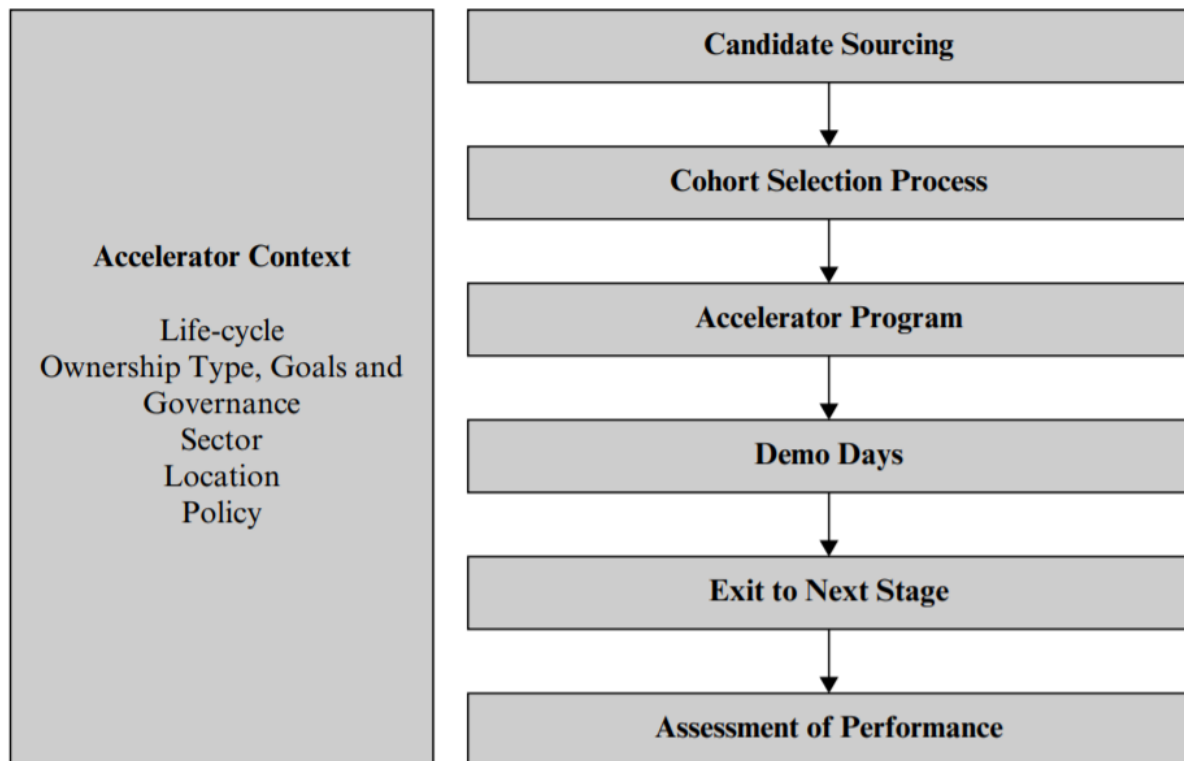 Accelerator Context
Life-cycle
Ownership Type, Goals and
Governance
Sector
Location
Policy
Candidate Sourcing
Cohort Selection Process
Accelerator Program
Demo Days
Exit to Next Stage
Assessment of Performance